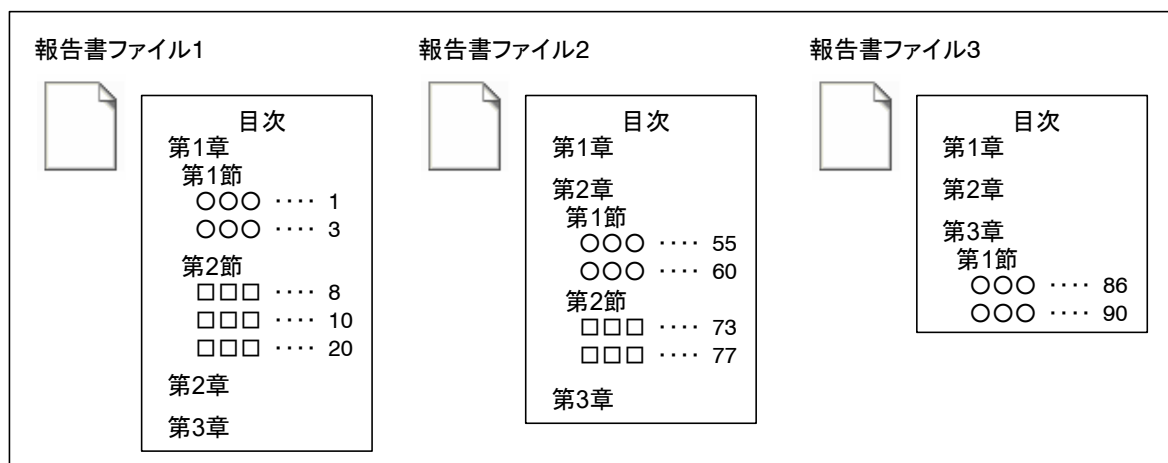 報告書ファイル1
目次
第1章
第1節
○○○ ‥‥ 1
○○○ ‥‥ 3
第2節
□□□ ‥‥ 8
□□□ ‥‥ 10
□□□ ‥‥ 20
第2章
第3章
報告書ファイル2
目次
第1章
第2章
第1節
○○○ ‥‥ 55
○○○ ‥‥ 60
第2節
□□□ ‥‥ 73
□□□ ‥‥ 77
第3章
報告書ファイル3
目次
第1章
第2章
第3章
第1節
○○○ ‥‥ 86
○○○ ‥‥ 90